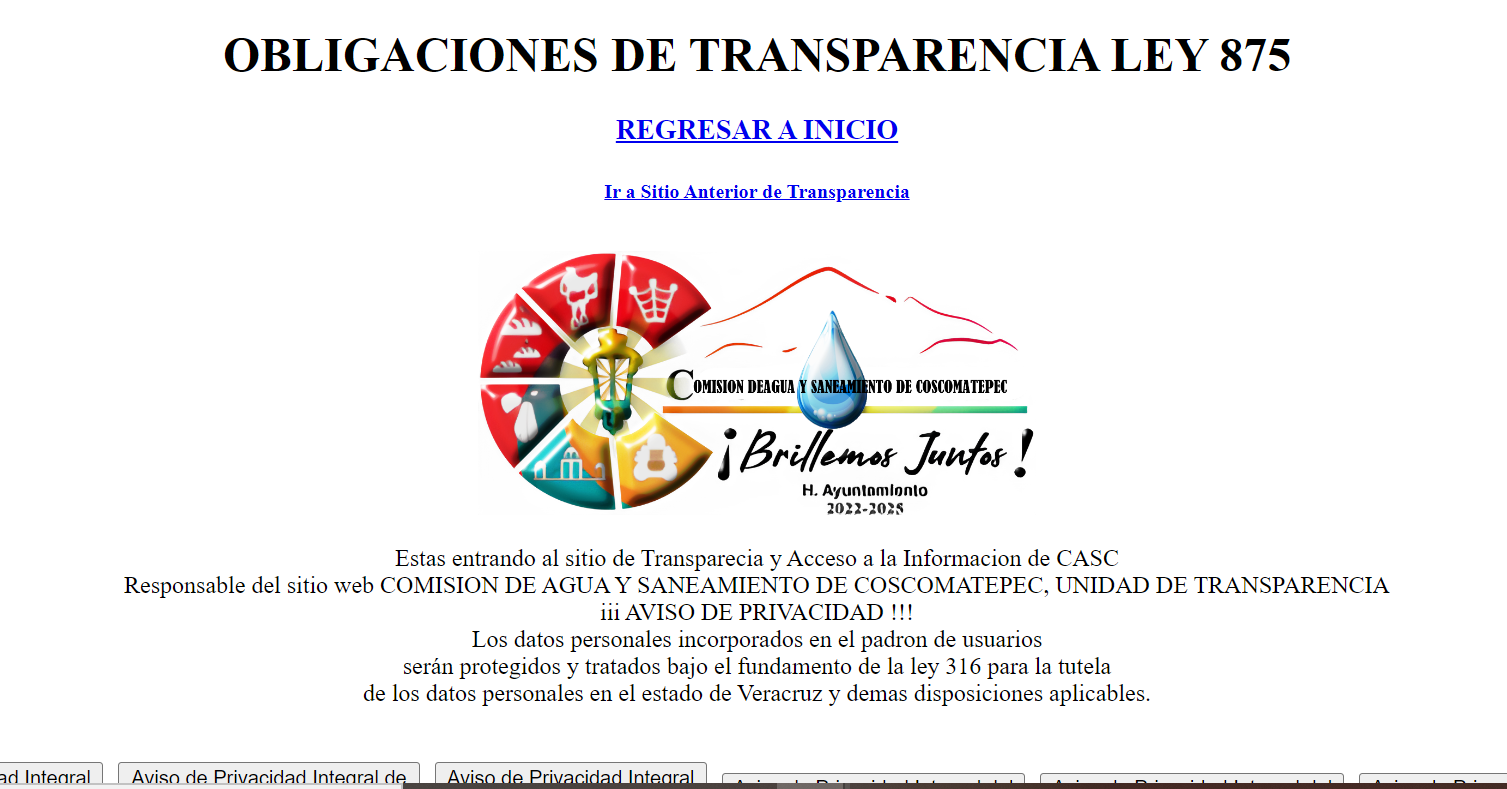 OBLIGACIONES DE TRANSPARENCIA LEY 875
REGRESAR A INICIO
Ir a Sitio Anterior de Transparencia
COMISION DEAGUA Y SANEAMIENTO DE COSCOMATEPEC
¡Brillemos Juntos!
H. Ayuntamiento
2022-2025
Estas entrando al sitio de Transparecia y Acceso a la Informacion de CASC
Responsable del sitio web COMISION DE AGUA Y SANEAMIENTO DE COSCOMATEPEC, UNIDAD DE TRANSPARENCIA
iii AVISO DE PRIVACIDAD !!!
Los datos personales incorporados en el padron de usuarios
serán protegidos y tratados bajo el fundamento de la ley 316 para la tutela
de los datos personales en el estado de Veracruz y demas disposiciones aplicables.
ad Integral Aviso de Privacidad Integral de Aviso de Privacidad Integral